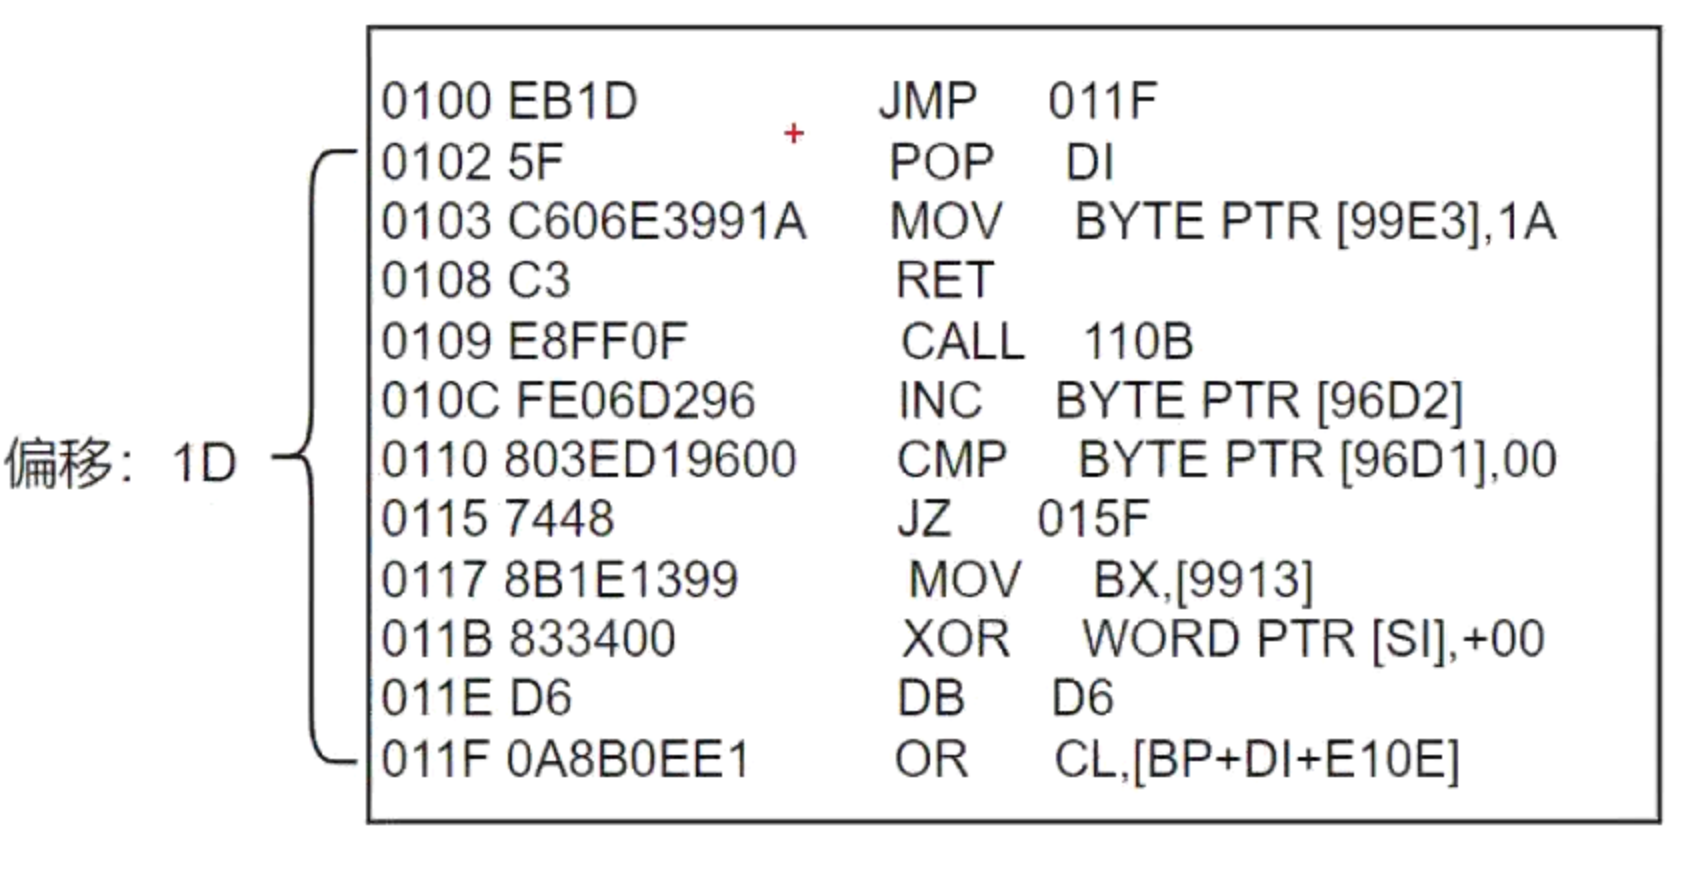 0100 EB1D JMP 011F
0102 5F POP DI
0103 C606E3991A MOV BYTE PTR [99E3],1A
0108 C3 RET
0109 E8FF0F CALL 110B
010C FE06D296 INC BYTE PTR [96D2]
偏移：1D
0110 803ED19600 CMP BYTE PTR [96D1],00
0115 7448 JZ 015F
0117 8B1E1399 MOV BX,[9913]
011B 833400 XOR WORD PTR [SI],+00
011E D6 DB D6
011F 0A8B0EE1 OR CL,[BP+DI+E10E]